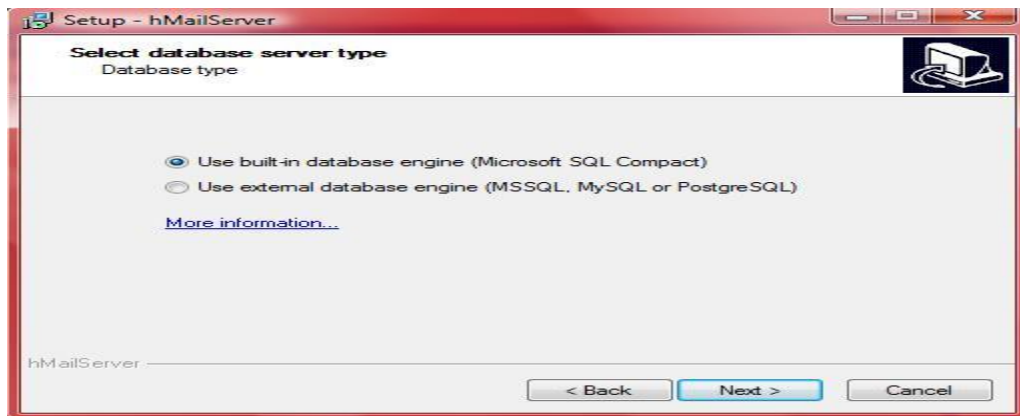 Setup - hMailServer
Select database server type
Database type
Use built-in database engine (Microsoft SQL Compact)
Use external database engine (MSSQL, MySQL or PostgreSQL)
More information...
hMailServer
< Back
Next >
Cancel